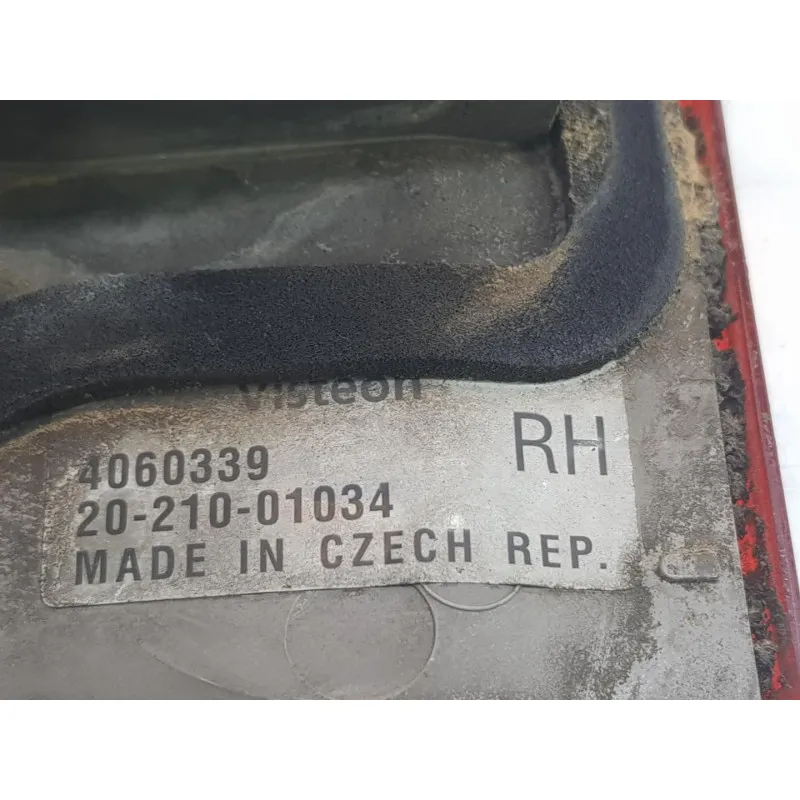 Visteon
RH
4060339
20-210-01034
MADE IN CZECH REP.